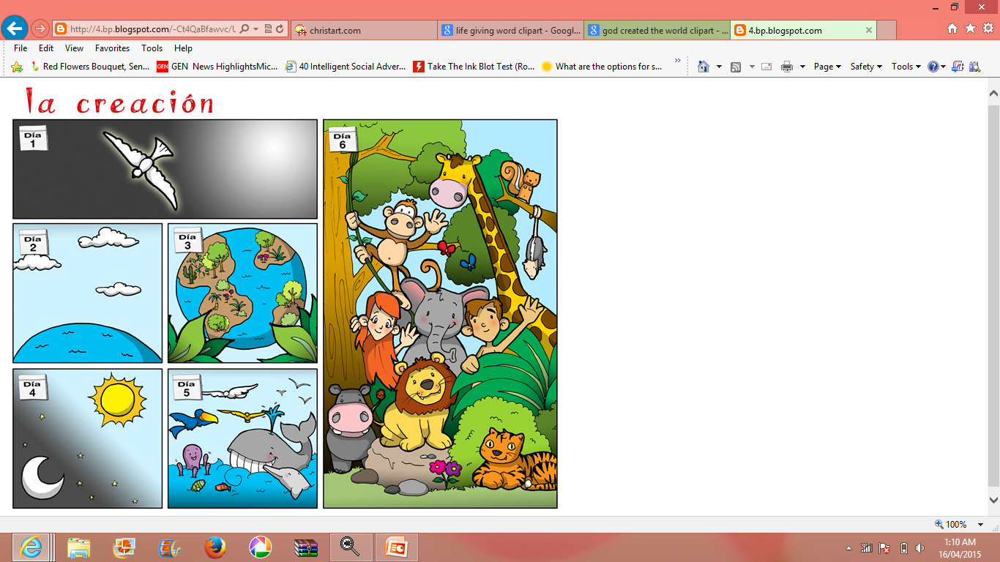 http://4.bp.blogspot.com/-Ct4QaBfawvc/U
christart.com
life giving word clipart - Googl...
god created the world clipart - ...
4.bp.blogspot.com
File Edit View Favorites Tools Help
Red Flowers Bouquet, Sen...
GEN
GEN News HighlightsMic...
40 Intelligent Social Adver...
Take The Ink Blot Test (Ro...
What are the options for s...
Page Safety Tools
la creación
Día
1
Día
2
Día
3
Día
4
Día
5
Día
6
100%
1:10 AM
16/04/2015